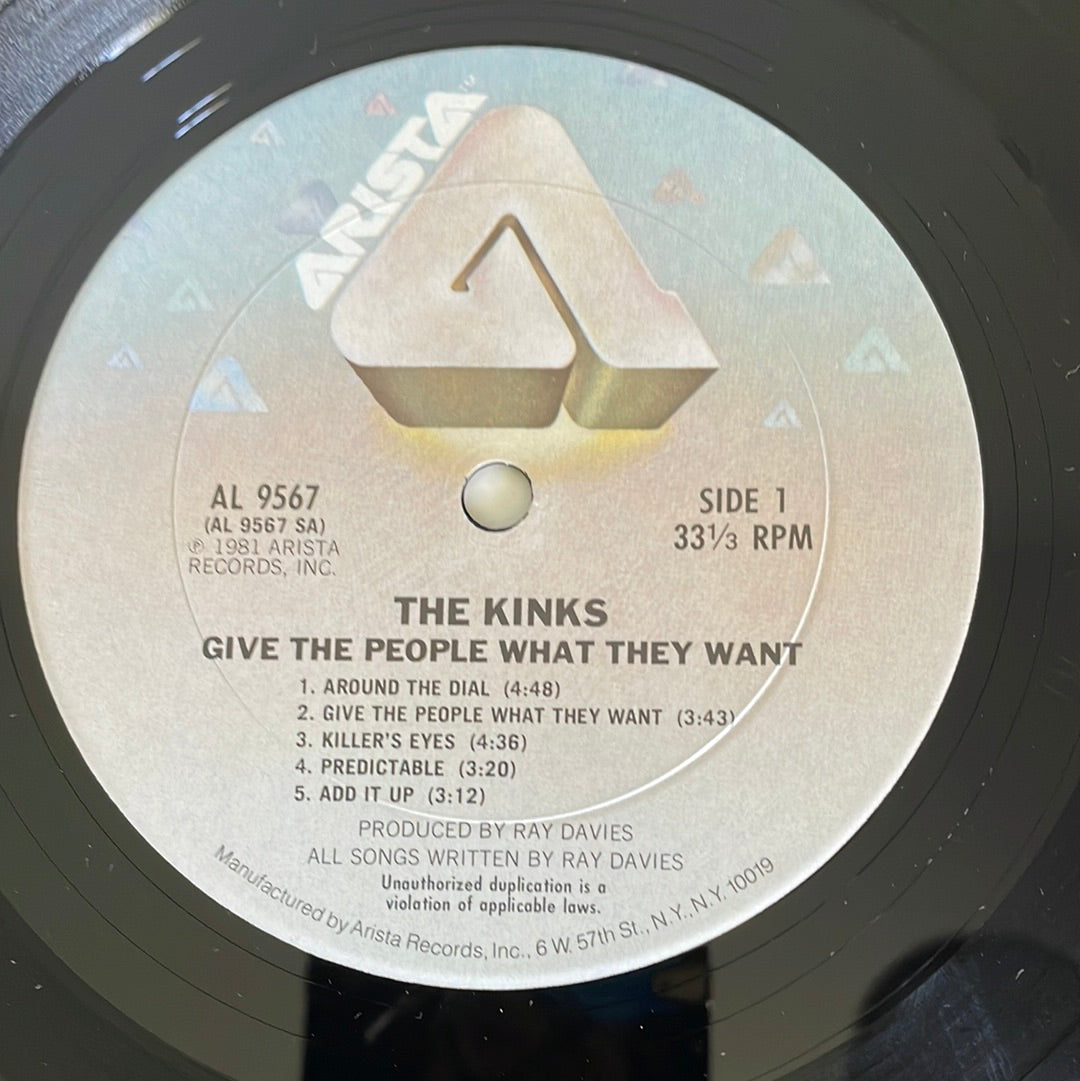 ARISTA™
AL 9567
(AL 9567 SA)
℗ 1981 ARISTA
RECORDS, INC.
SIDE 1
33⅓ RPM
THE KINKS
GIVE THE PEOPLE WHAT THEY WANT
1. AROUND THE DIAL (4:48)
2. GIVE THE PEOPLE WHAT THEY WANT (3:43)
3. KILLER'S EYES (4:36)
4. PREDICTABLE (3:20)
5. ADD IT UP (3:12)
PRODUCED BY RAY DAVIES
ALL SONGS WRITTEN BY RAY DAVIES
Unauthorized duplication is a
violation of applicable laws.
Manufactured by Arista Records, Inc., 6 W. 57th St., N.Y., N.Y. 10019